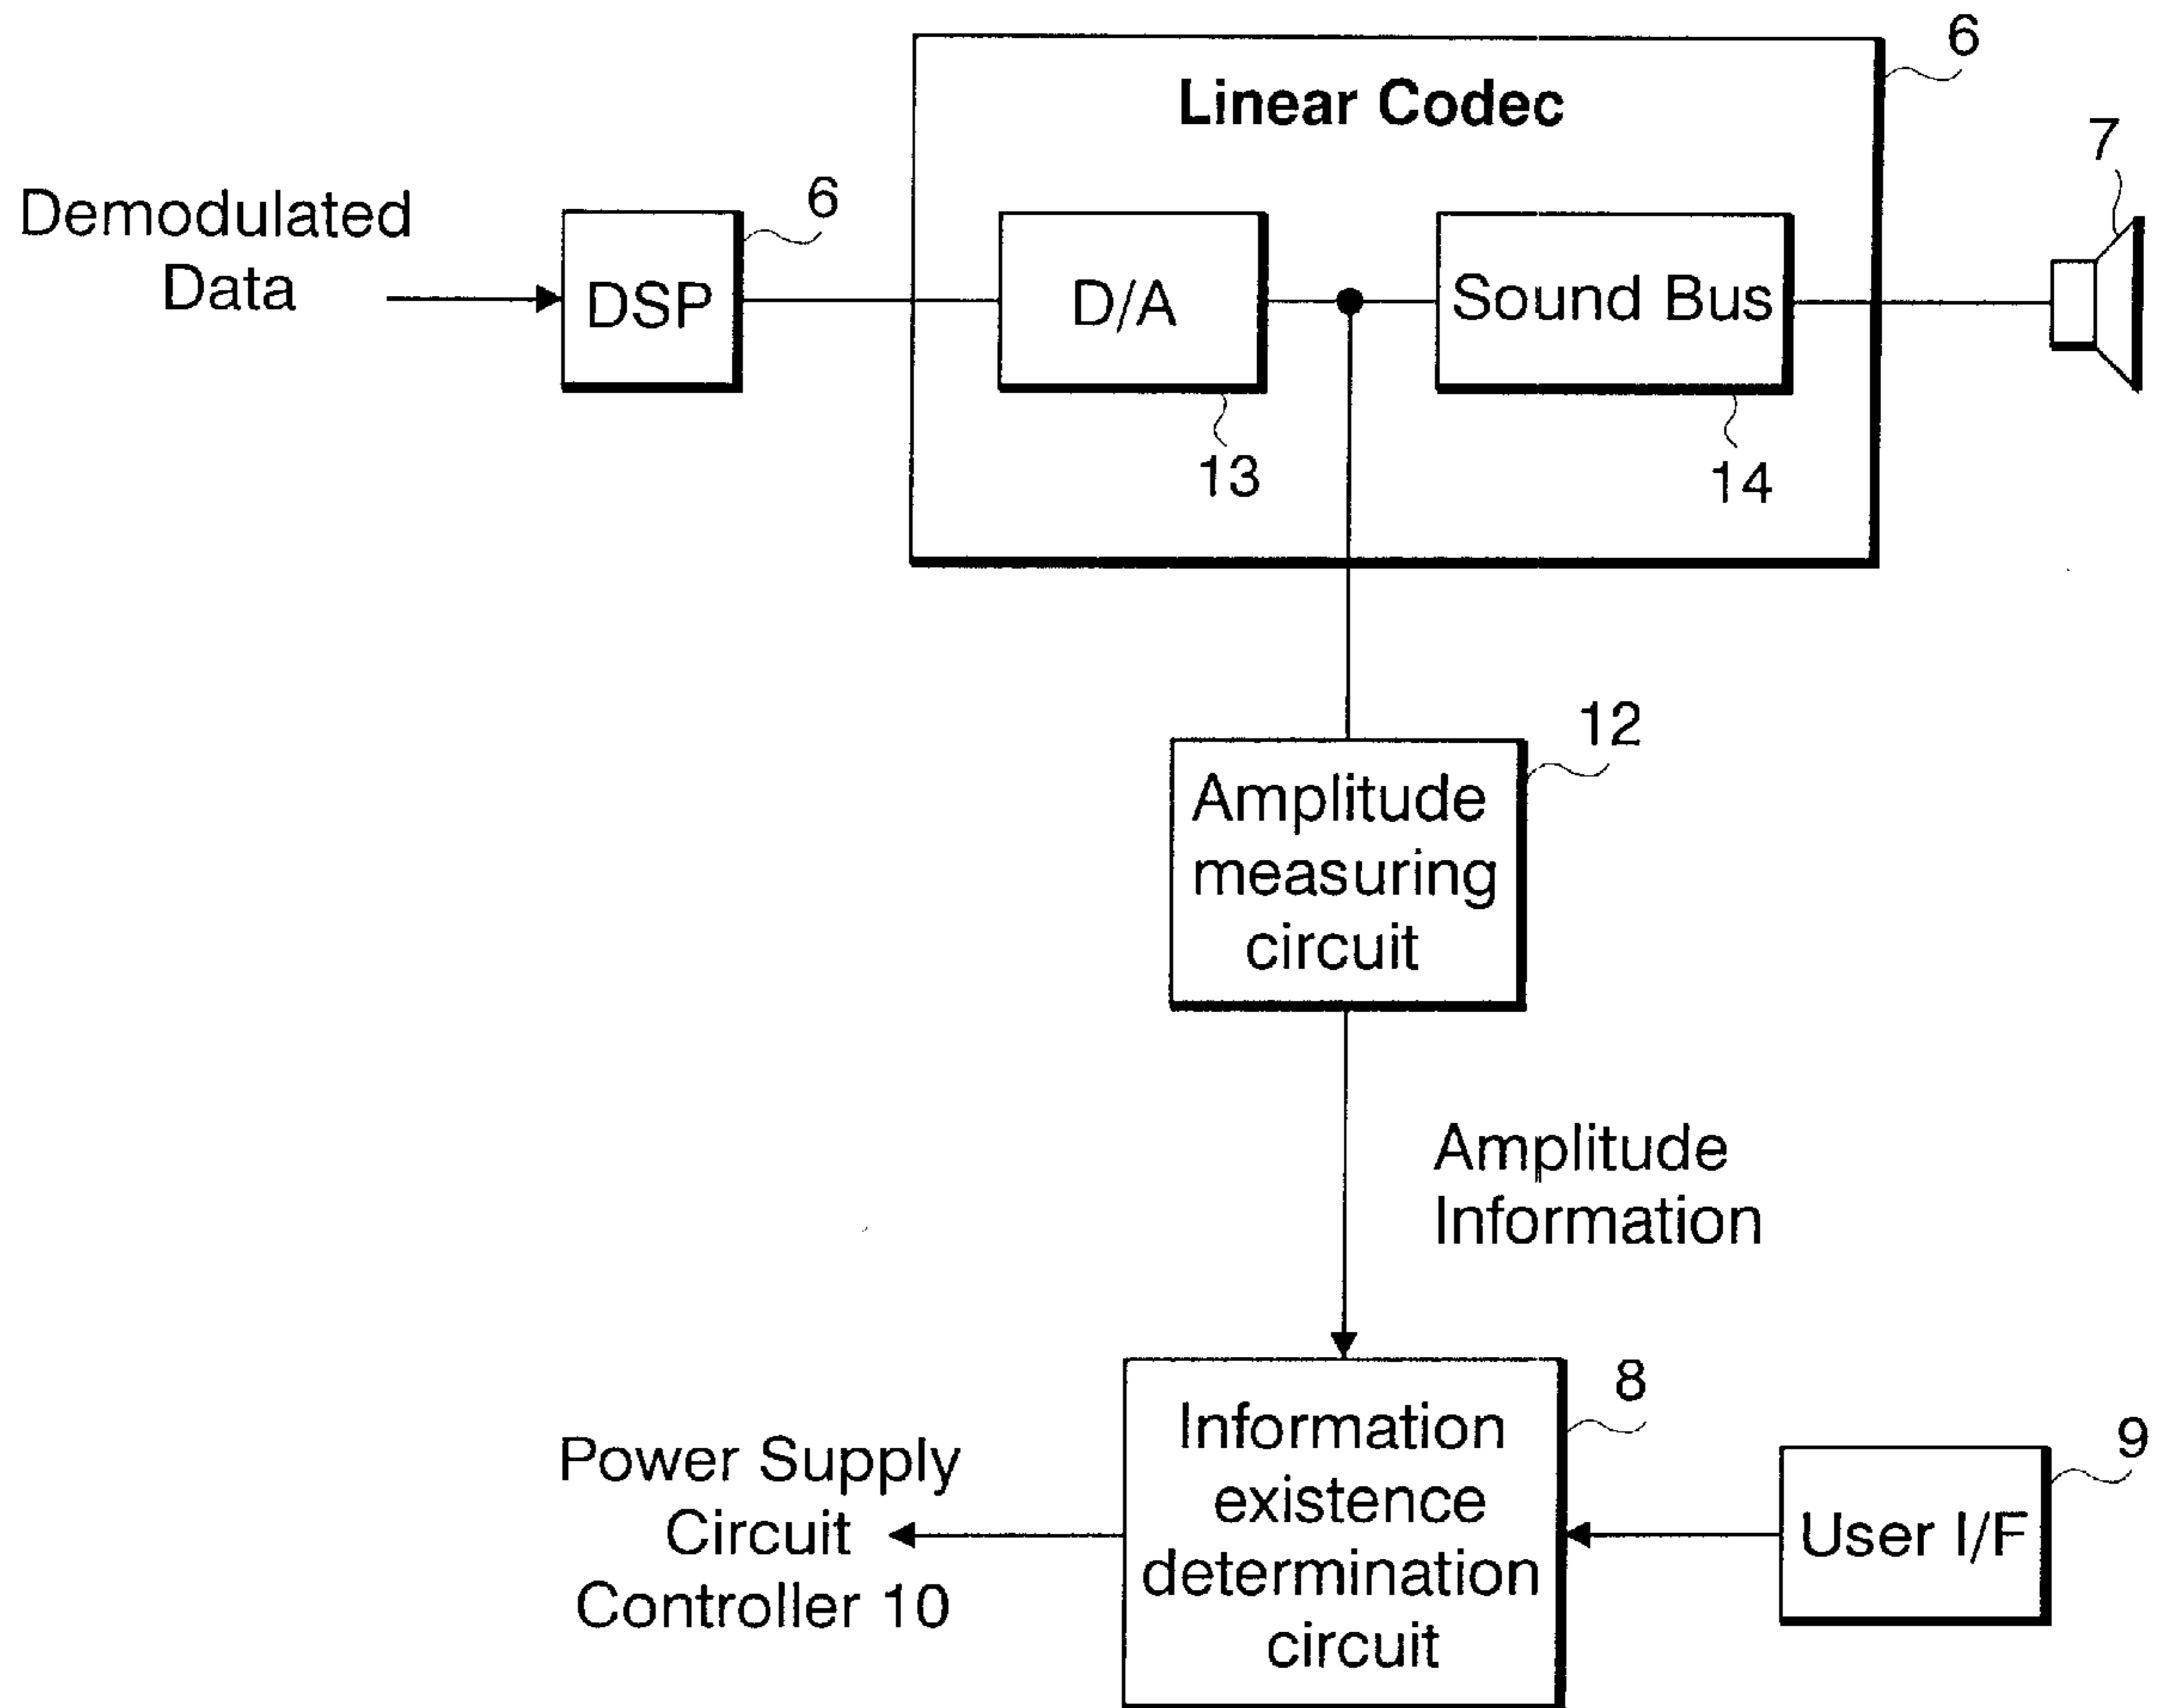 6
Linear Codec
7
Demodulated
Data
6
DSP
D/A
Sound Bus
13
14
12
Amplitude
measuring
circuit
Amplitude
Information
8
Information
existence
determination
circuit
Power Supply
Circuit
Controller 10
9
User I/F